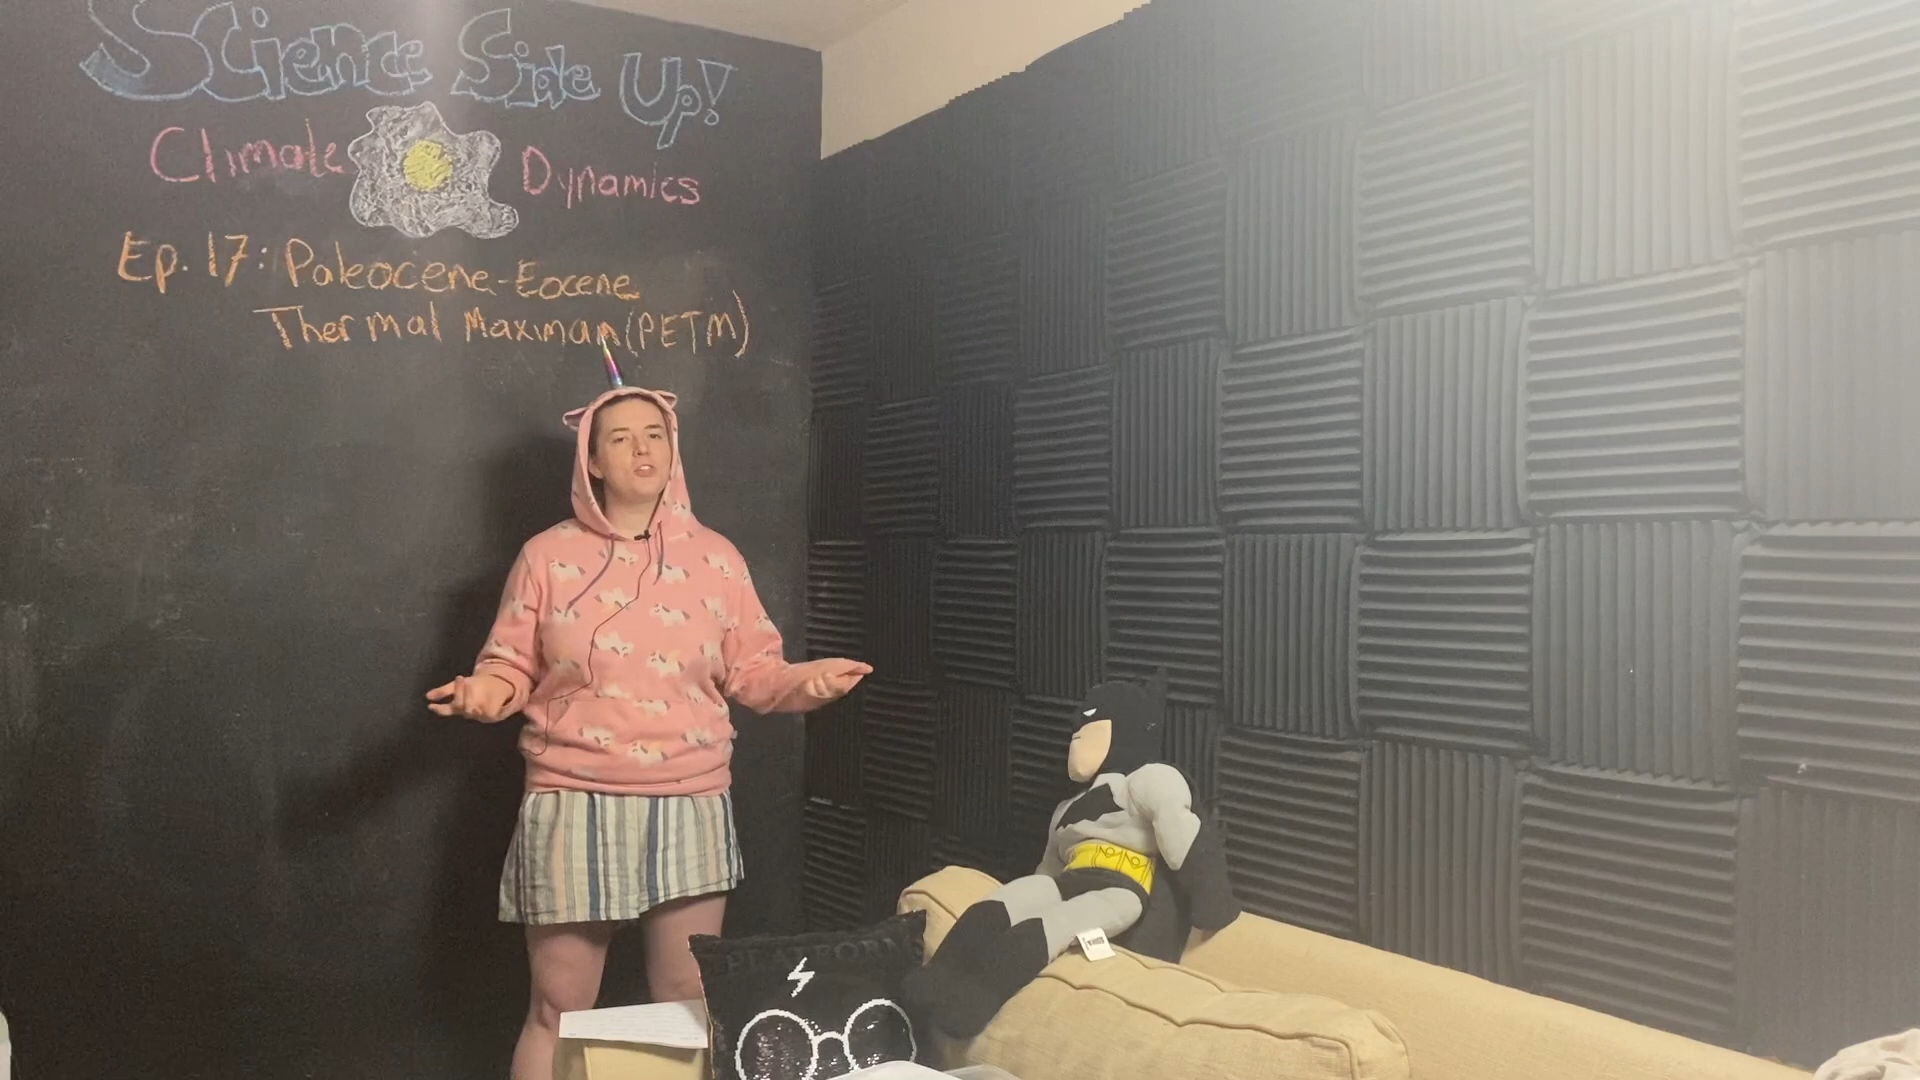 Science Side Up!
Climate Dynamics
Ep. 17: Paleocene-Eocene
Thermal Maximum (PETM)